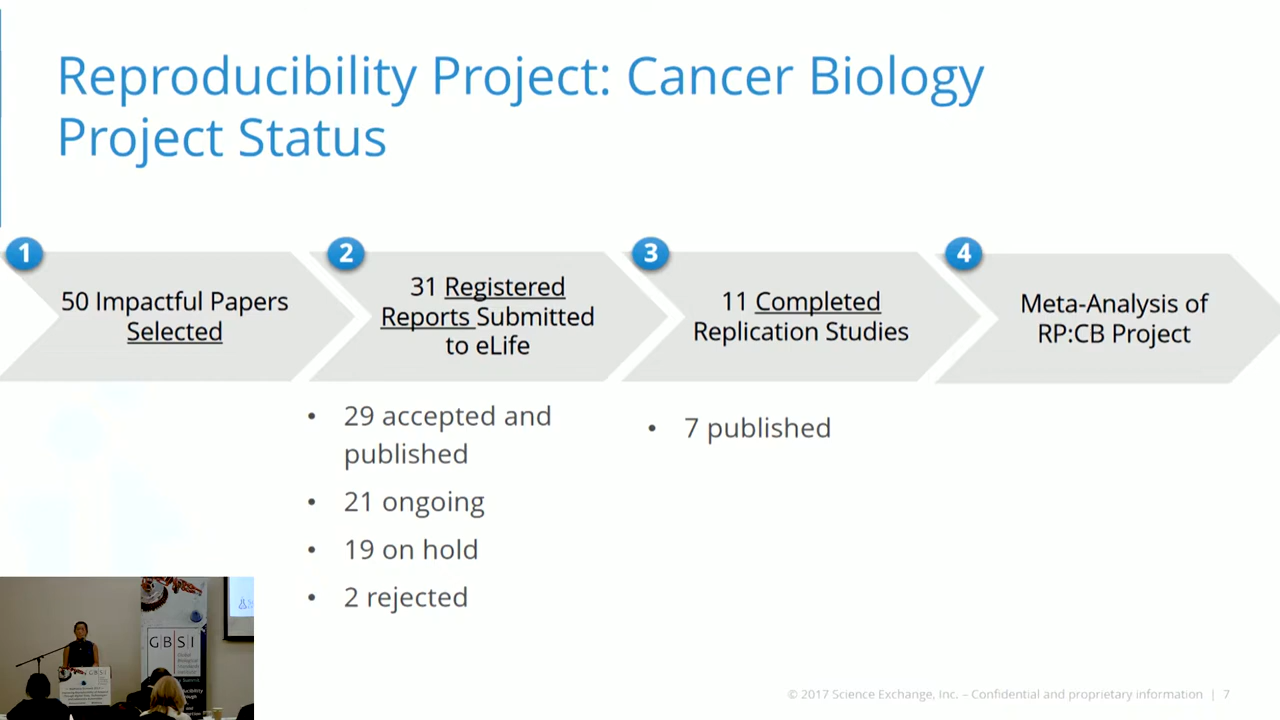 Reproducibility Project: Cancer Biology
Project Status
1
50 Impactful Papers
Selected
2
31 Registered
Reports Submitted
to eLife
3
11 Completed
Replication Studies
4
Meta-Analysis of
RP:CB Project
• 29 accepted and
published
• 21 ongoing
• 19 on hold
• 2 rejected
• 7 published
GBSI
GBSI
© 2017 Science Exchange, Inc. – Confidential and proprietary information | 7